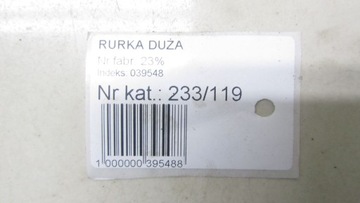 RURKA DUŻA
Nr fabr. 23%
Indeks: 039548
Nr kat.: 233/119
1 000000 395488